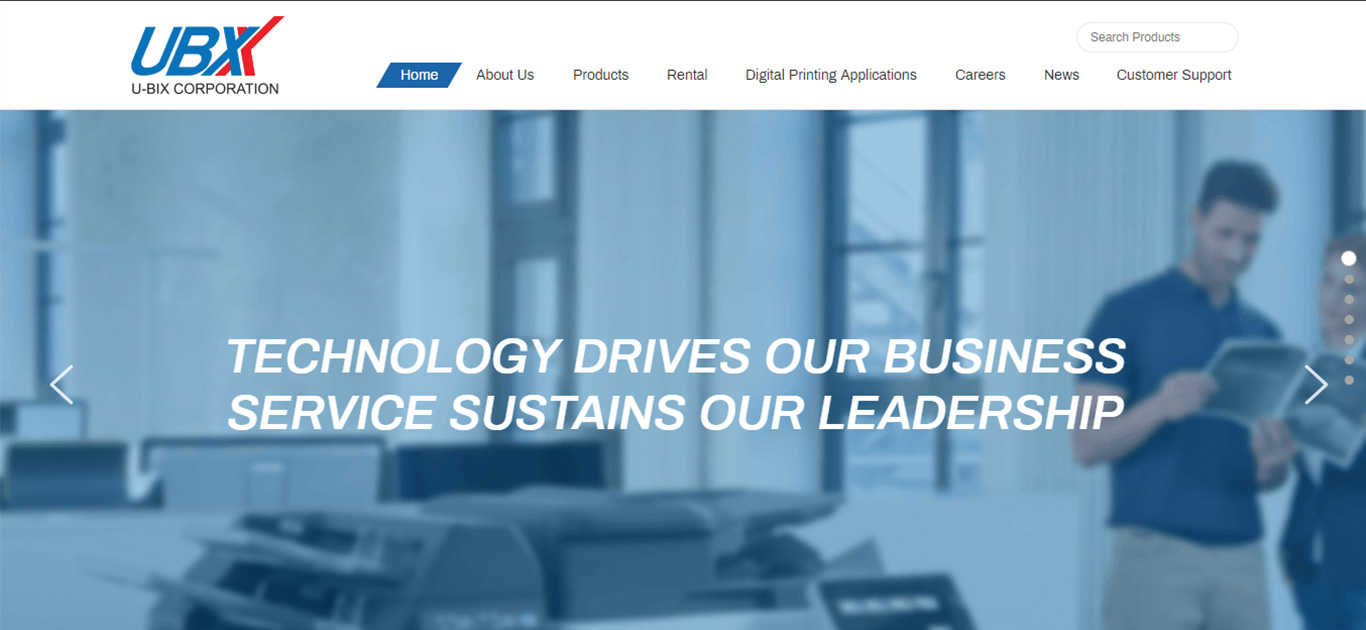 UBX
U-BIX CORPORATION
Search Products
Home About Us Products Rental Digital Printing Applications Careers News Customer Support
TECHNOLOGY DRIVES OUR BUSINESS
SERVICE SUSTAINS OUR LEADERSHIP